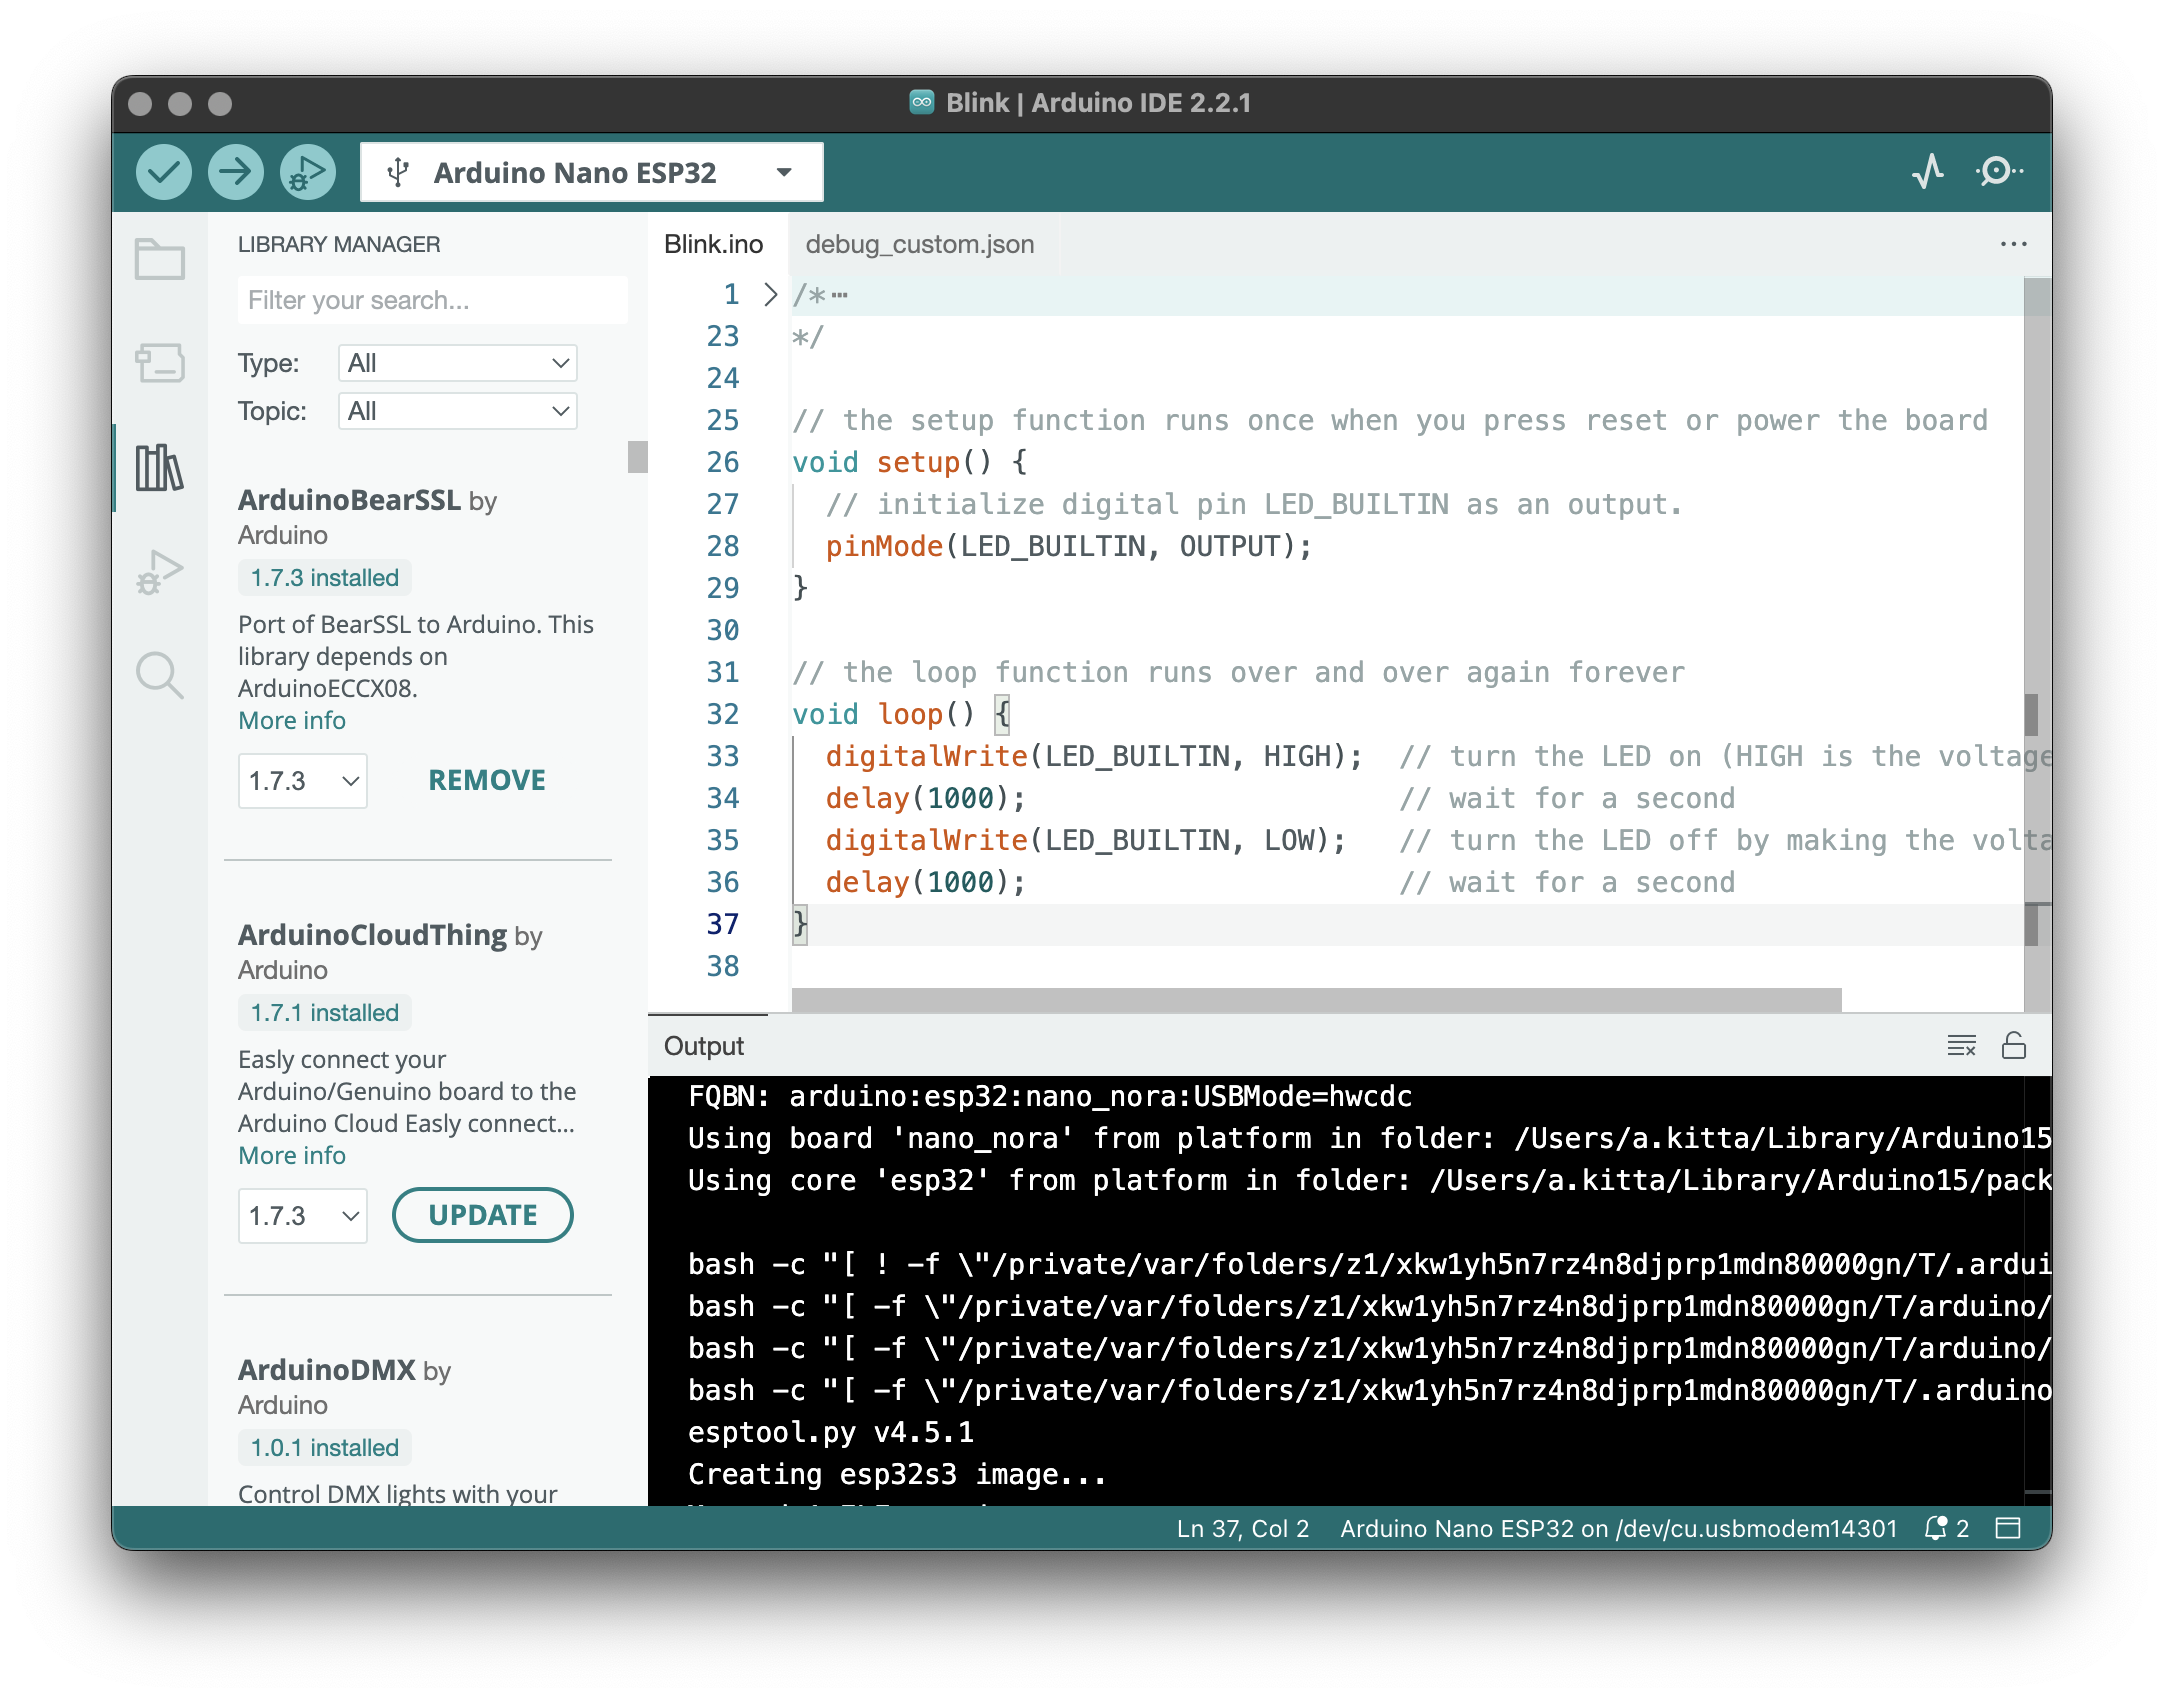 Blink | Arduino IDE 2.2.1
Arduino Nano ESP32
LIBRARY MANAGER
Filter your search...
Type: All
Topic: All
ArduinoBearSSL by
Arduino
1.7.3 installed
Port of BearSSL to Arduino. This
library depends on
ArduinoECCX08.
More info
1.7.3 REMOVE
ArduinoCloudThing by
Arduino
1.7.1 installed
Easly connect your
Arduino/Genuino board to the
Arduino Cloud Easly connect...
More info
1.7.3 UPDATE
ArduinoDMX by
Arduino
1.0.1 installed
Control DMX lights with your
Blink.ino debug_custom.json
1 /*
23 */
24
25 // the setup function runs once when you press reset or power the board
26 void setup() {
27 // initialize digital pin LED_BUILTIN as an output.
28 pinMode(LED_BUILTIN, OUTPUT);
29 }
30
31 // the loop function runs over and over again forever
32 void loop() {
33 digitalWrite(LED_BUILTIN, HIGH); // turn the LED on (HIGH is the voltage
34 delay(1000); // wait for a second
35 digitalWrite(LED_BUILTIN, LOW); // turn the LED off by making the volta
36 delay(1000); // wait for a second
37 }
38
Output
FQBN: arduino:esp32:nano_nora:USBMode=hwcdc
Using board 'nano_nora' from platform in folder: /Users/a.kitta/Library/Arduino15
Using core 'esp32' from platform in folder: /Users/a.kitta/Library/Arduino15/pack
bash -c "[ ! -f \"/private/var/folders/z1/xkw1yh5n7rz4n8djprp1mdn80000gn/T/.ardui
bash -c "[ -f \"/private/var/folders/z1/xkw1yh5n7rz4n8djprp1mdn80000gn/T/arduino/
bash -c "[ -f \"/private/var/folders/z1/xkw1yh5n7rz4n8djprp1mdn80000gn/T/arduino/
bash -c "[ -f \"/private/var/folders/z1/xkw1yh5n7rz4n8djprp1mdn80000gn/T/.arduino
esptool.py v4.5.1
Creating esp32s3 image...
Ln 37, Col 2 Arduino Nano ESP32 on /dev/cu.usbmodem14301 2